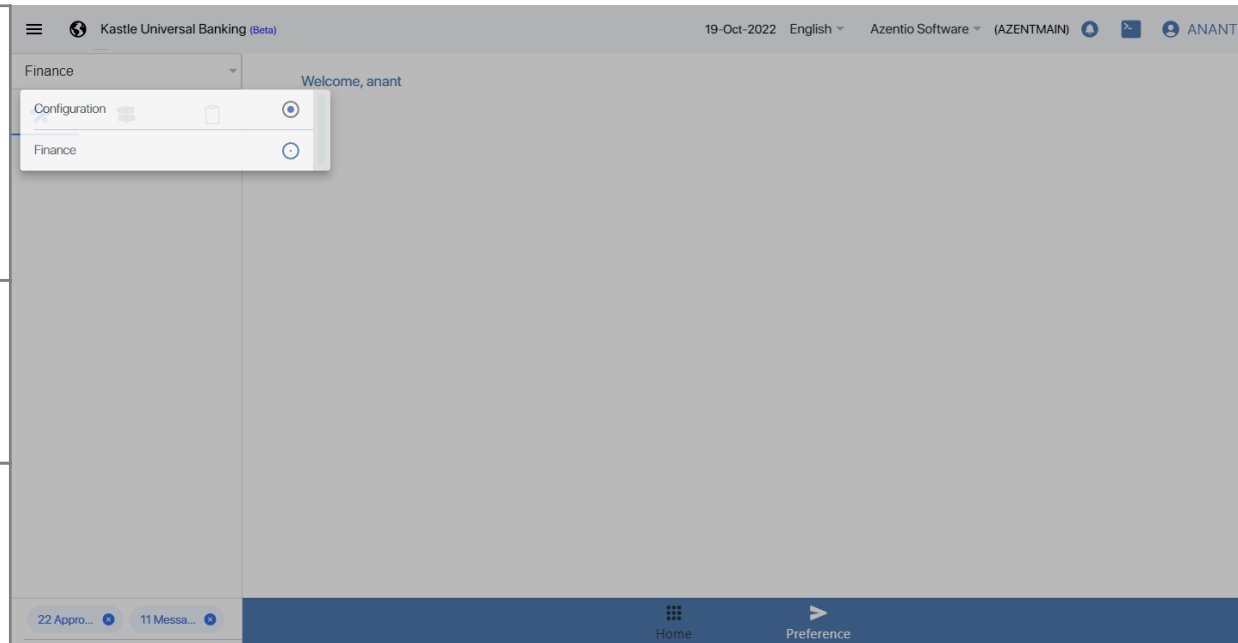 Kastle Universal Banking (Beta) 19-Oct-2022 English Azentio Software (AZENTMAIN) ANANT
Finance
Welcome, anant
Configuration
Finance
22 Appro... 11 Messa...
Home Preference